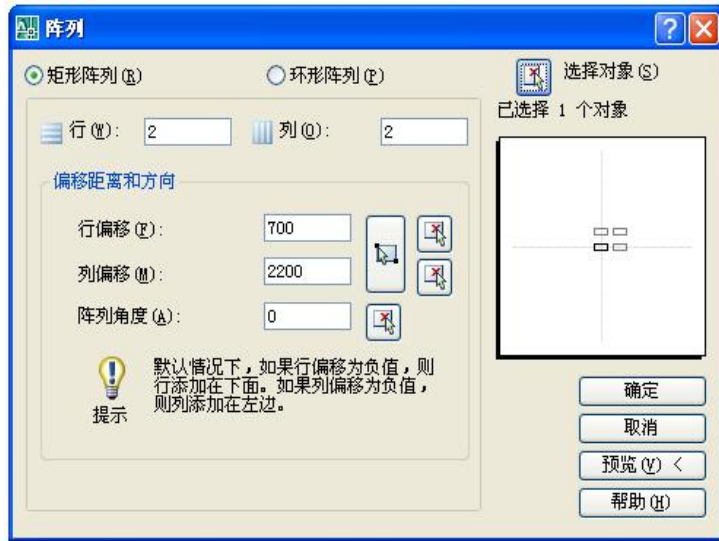 阵列
矩形阵列(R)
环形阵列(P)
选择对象(S)
已选择 1 个对象
行(W): 2
列(O): 2
偏移距离和方向
行偏移(F): 700
列偏移(M): 2200
阵列角度(A): 0
提示
默认情况下，如果行偏移为负值，则
行添加在下面。如果列偏移为负值，
则列添加在左边。
确定
取消
预览(V) <
帮助(H)